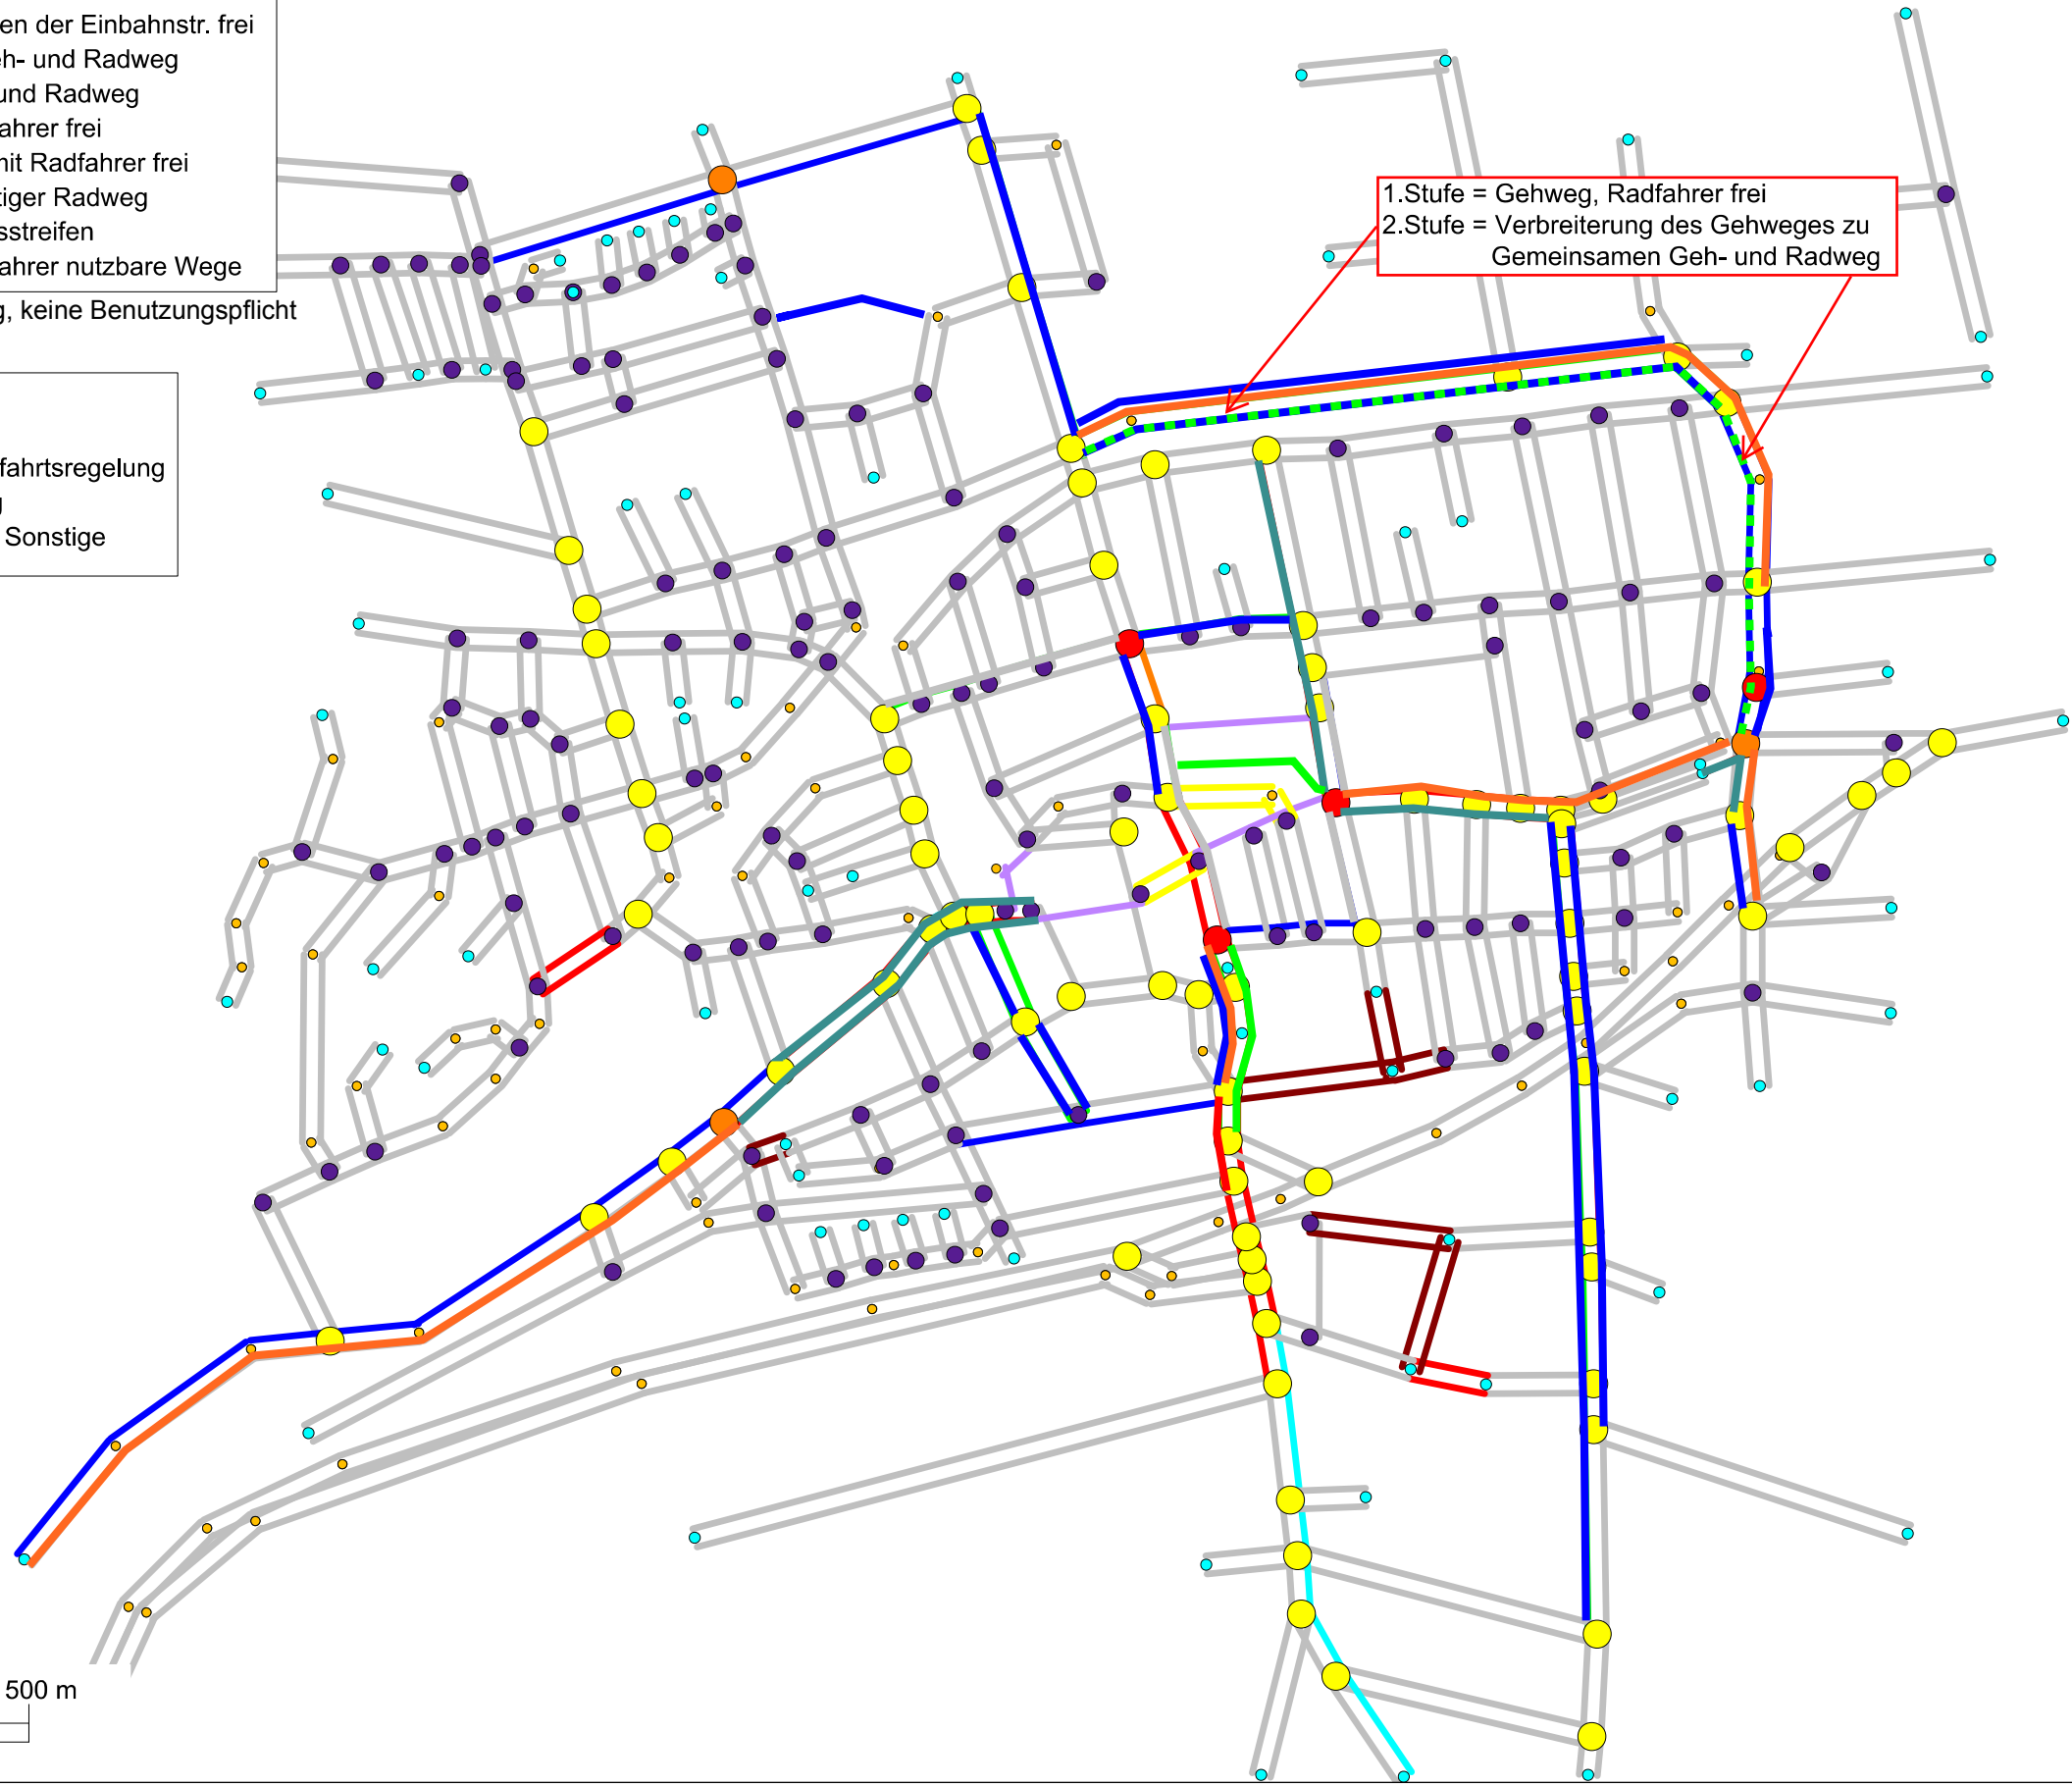 en der Einbahnstr. frei
eh- und Radweg
und Radweg
ahrer frei
mit Radfahrer frei
tiger Radweg
sstreifen
ahrer nutzbare Wege
g, keine Benutzungspflicht
fahrtsregelung
g
Sonstige
1.Stufe = Gehweg, Radfahrer frei
2.Stufe = Verbreiterung des Gehweges zu
Gemeinsamen Geh- und Radweg
500 m